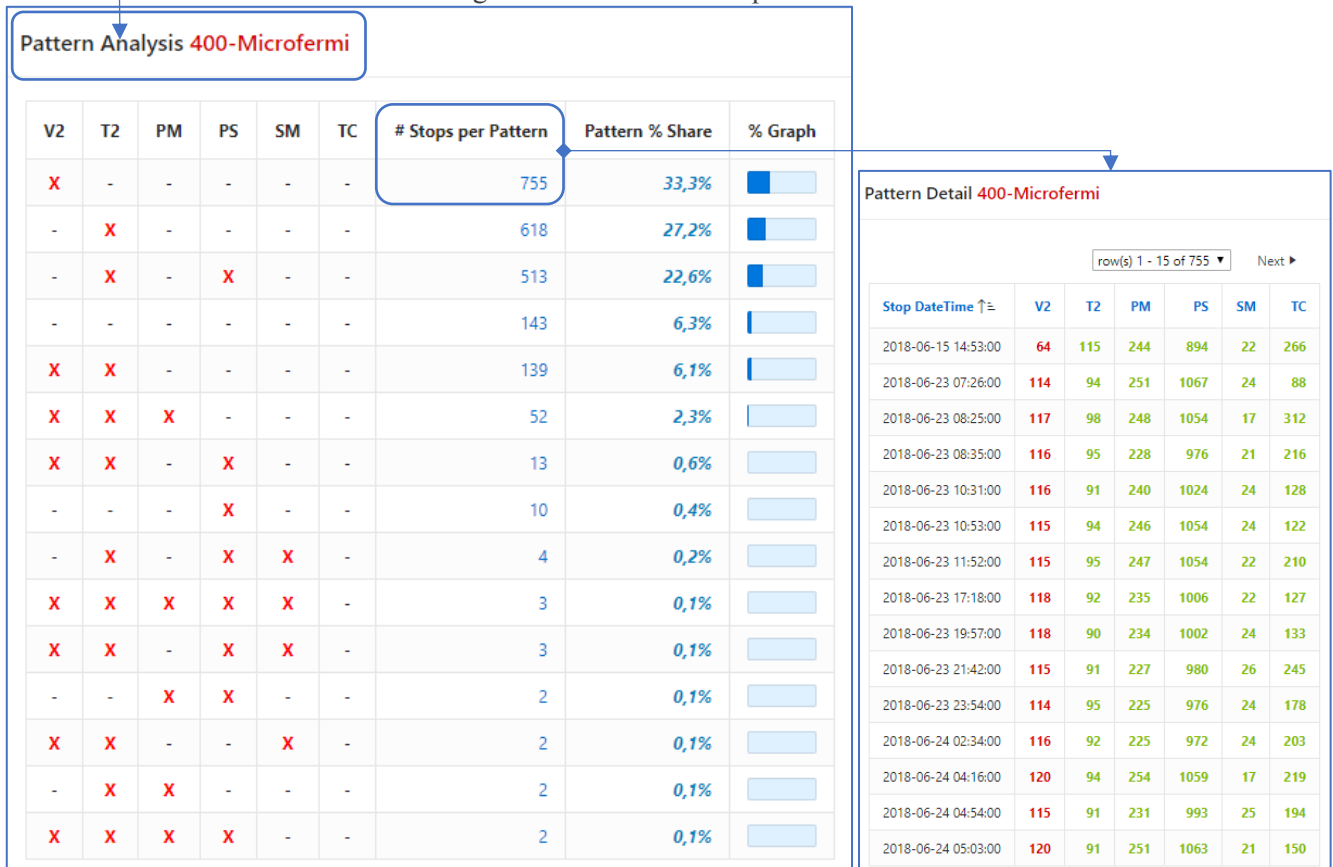 Pattern Analysis 400-Microfermi
V2 T2 PM PS SM TC # Stops per Pattern Pattern % Share % Graph
X - - - - - 755 33,3%
- X - - - - 618 27,2%
- X - X - - 513 22,6%
- - - - - - 143 6,3%
X X - - - - 139 6,1%
X X X - - - 52 2,3%
X X - X - - 13 0,6%
- - - X - - 10 0,4%
- X - X X - 4 0,2%
X X X X X - 3 0,1%
X X - X X - 3 0,1%
- - X X - - 2 0,1%
X X - - X - 2 0,1%
- X X - - - 2 0,1%
X X X X - - 2 0,1%
Pattern Detail 400-Microfermi
row(s) 1 - 15 of 755 ▼ Next ▶
Stop DateTime ↑ V2 T2 PM PS SM TC
2018-06-15 14:53:00 64 115 244 894 22 266
2018-06-23 07:26:00 114 94 251 1067 24 88
2018-06-23 08:25:00 117 98 248 1054 17 312
2018-06-23 08:35:00 116 95 228 976 21 216
2018-06-23 10:31:00 116 91 240 1024 24 128
2018-06-23 10:53:00 115 94 246 1054 24 122
2018-06-23 11:52:00 115 95 247 1054 22 210
2018-06-23 17:18:00 118 92 235 1006 22 127
2018-06-23 19:57:00 118 90 234 1002 24 133
2018-06-23 21:42:00 115 91 227 980 26 245
2018-06-23 23:54:00 114 95 225 976 24 178
2018-06-24 02:34:00 116 92 225 972 24 203
2018-06-24 04:16:00 120 94 254 1059 17 219
2018-06-24 04:54:00 115 91 231 993 25 194
2018-06-24 05:03:00 120 91 251 1063 21 150